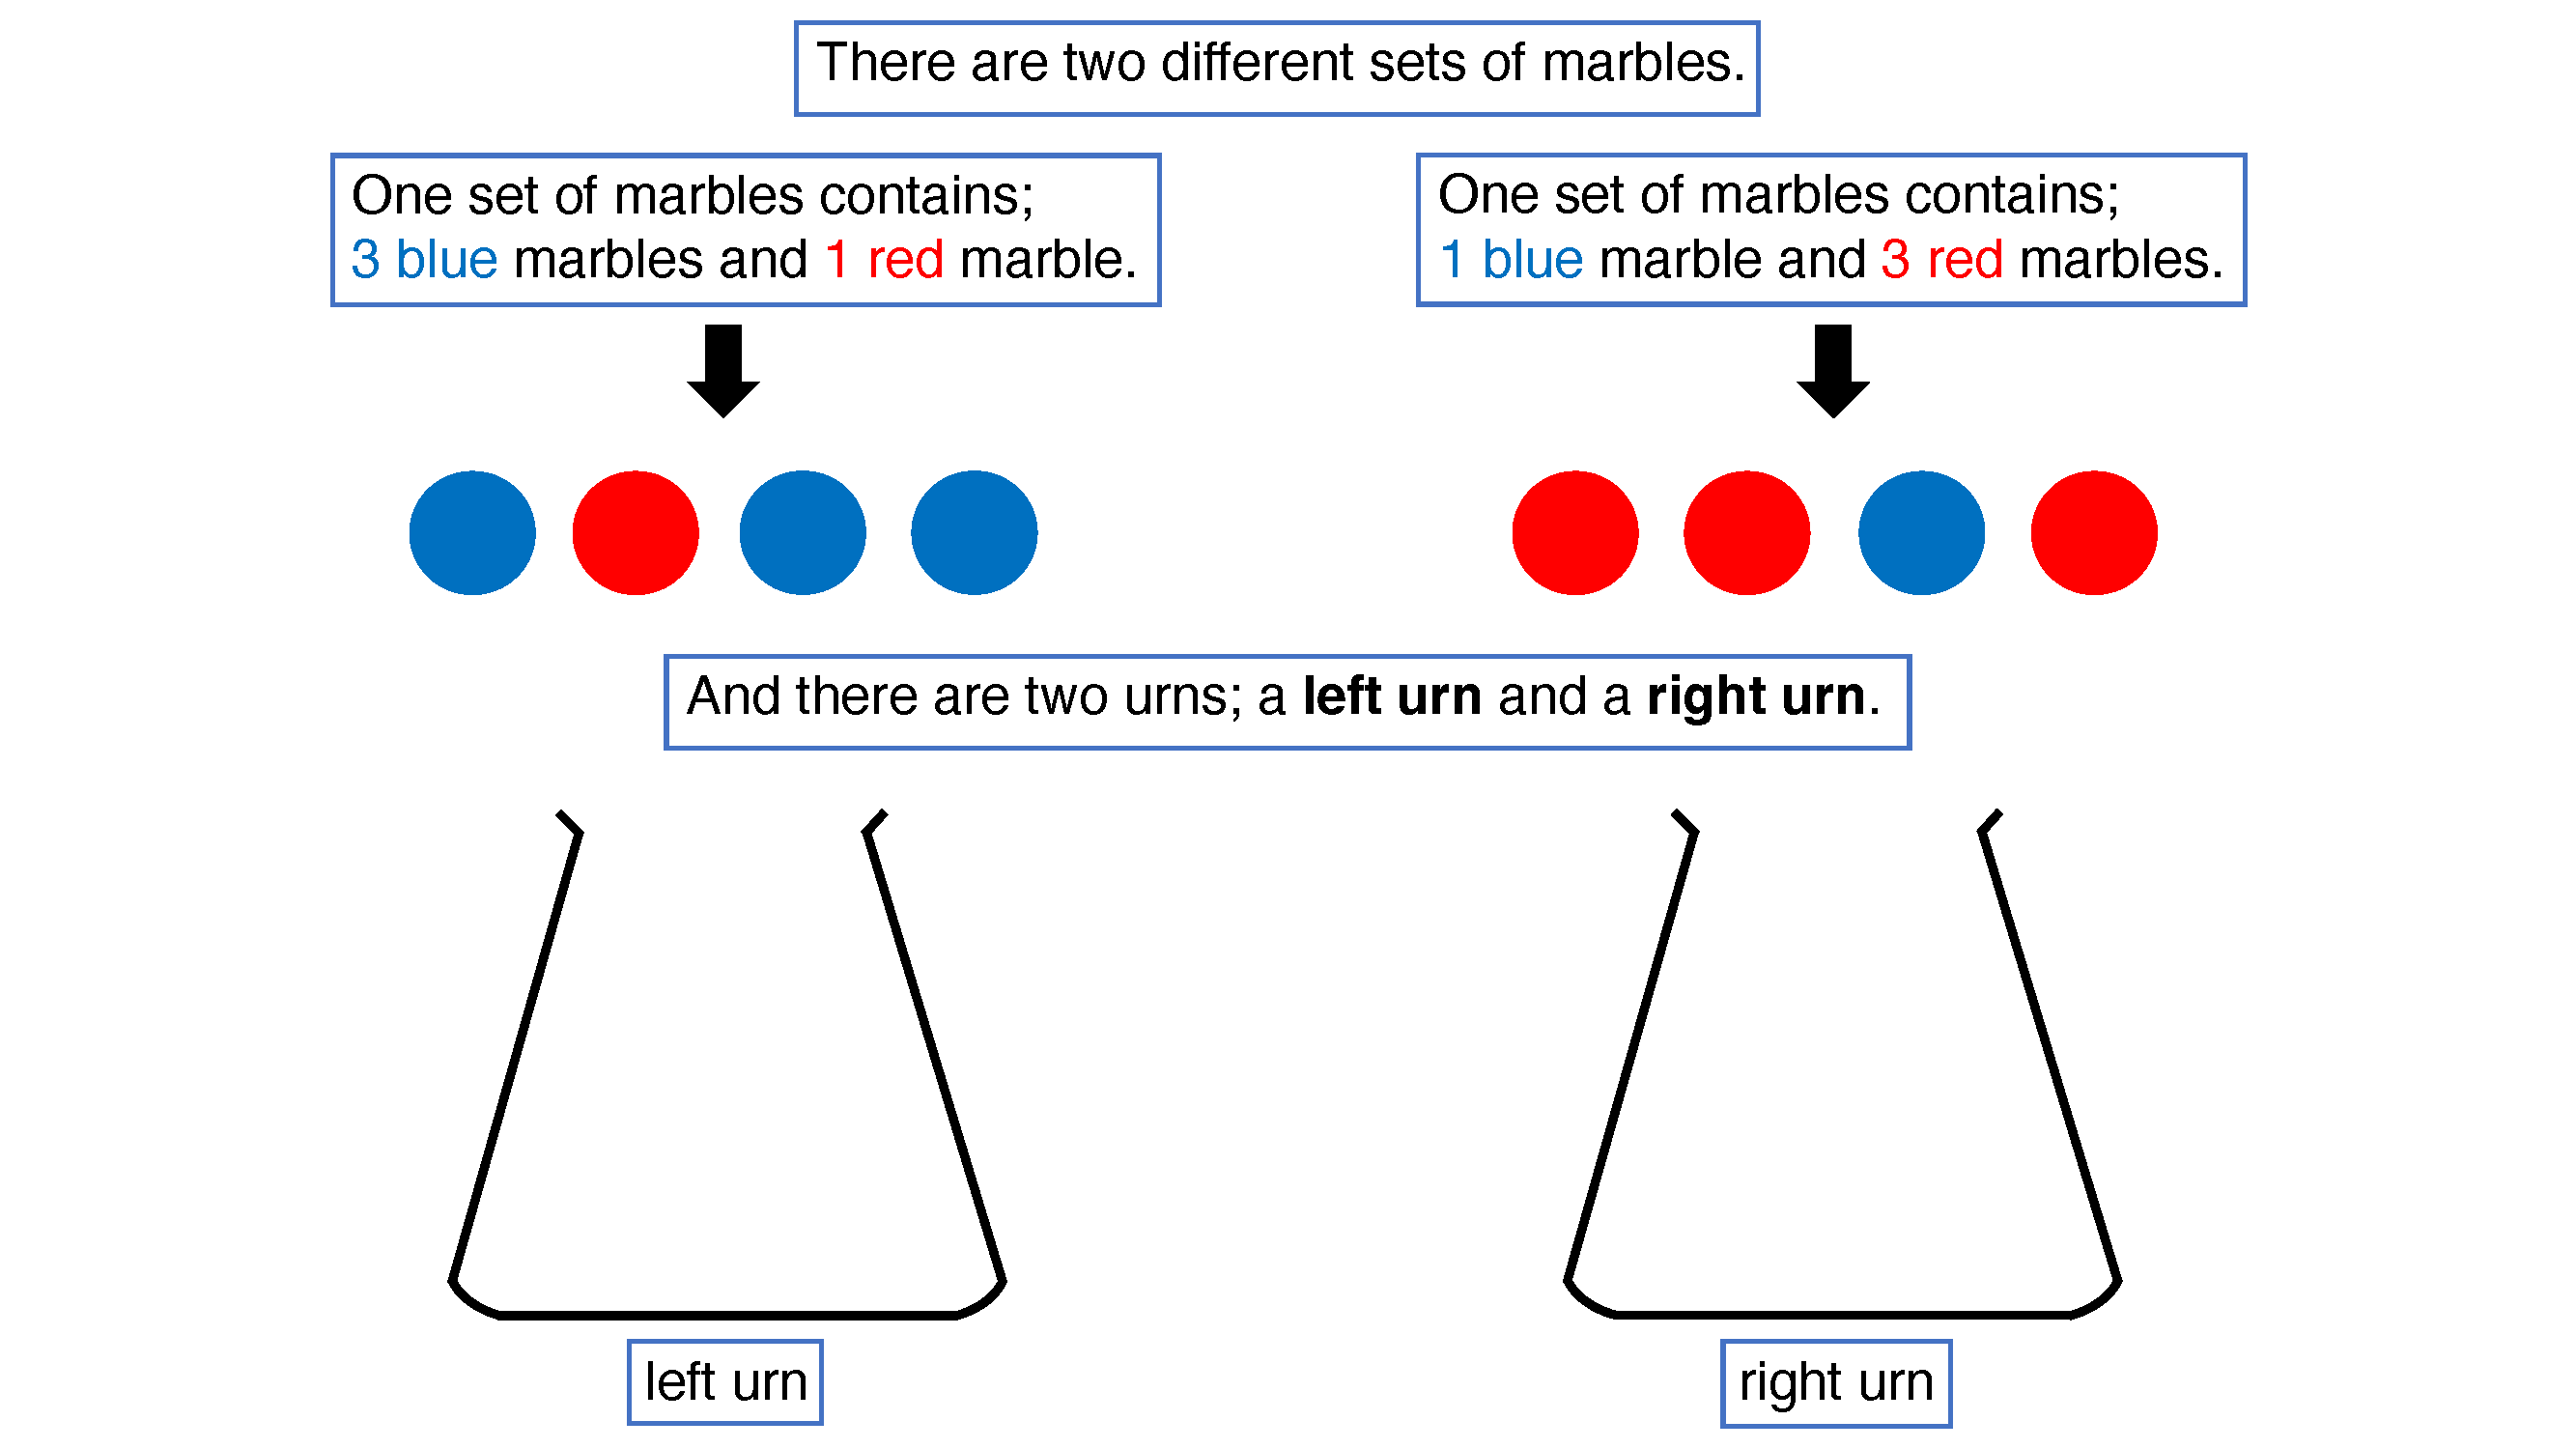 There are two different sets of marbles.
One set of marbles contains;
3 blue marbles and 1 red marble.
One set of marbles contains;
1 blue marble and 3 red marbles.
And there are two urns; a left urn and a right urn.
left urn
right urn